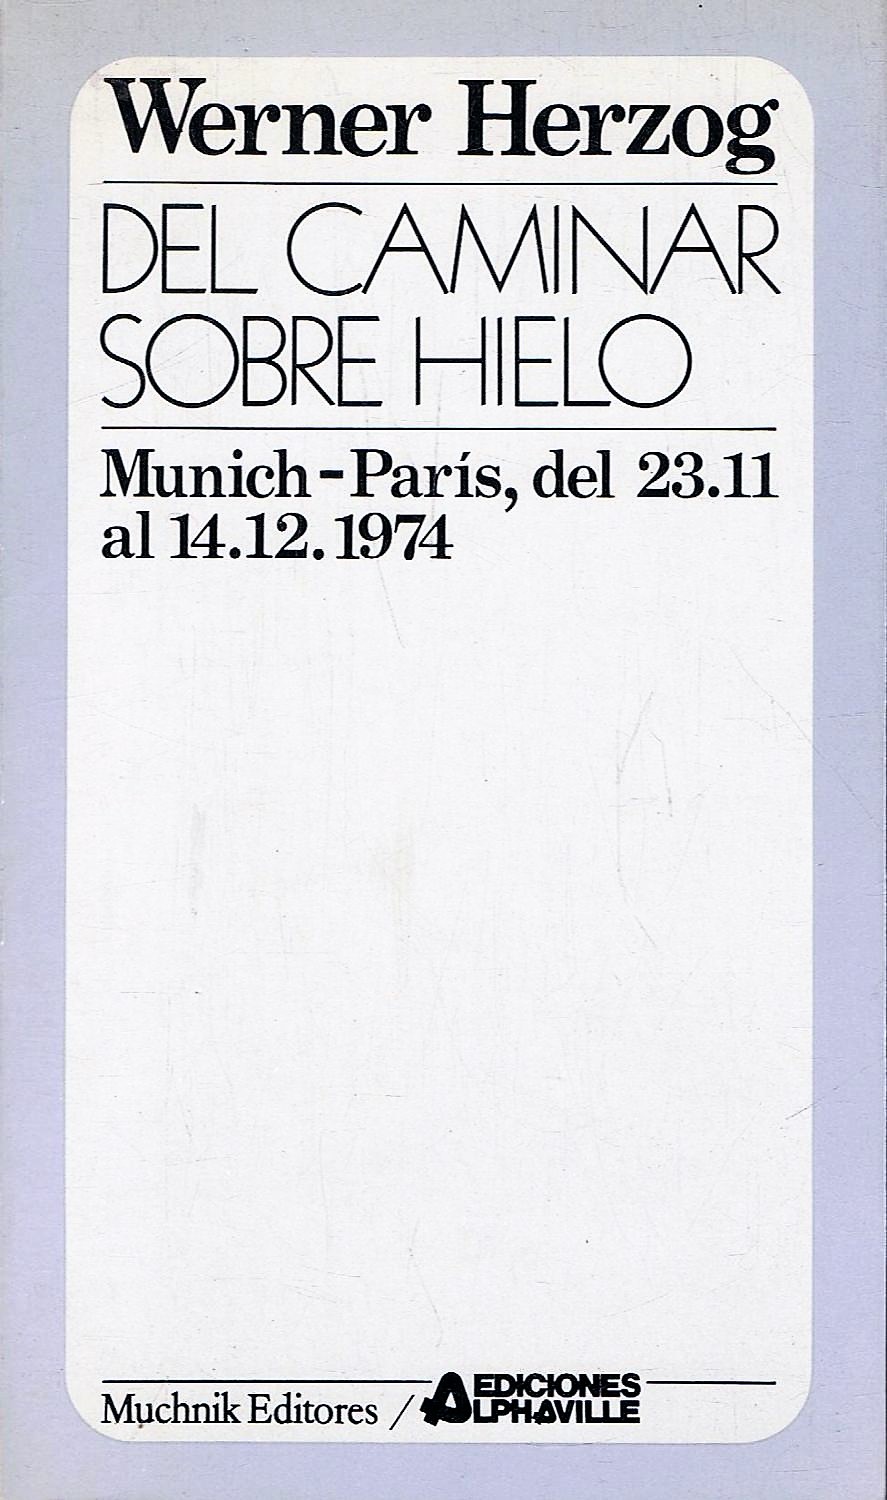 Werner Herzog
DEL CAMINAR
SOBRE HIELO
Munich-París, del 23.11
al 14.12.1974
Muchnik Editores / EDICIONES
ALPHAVILLE